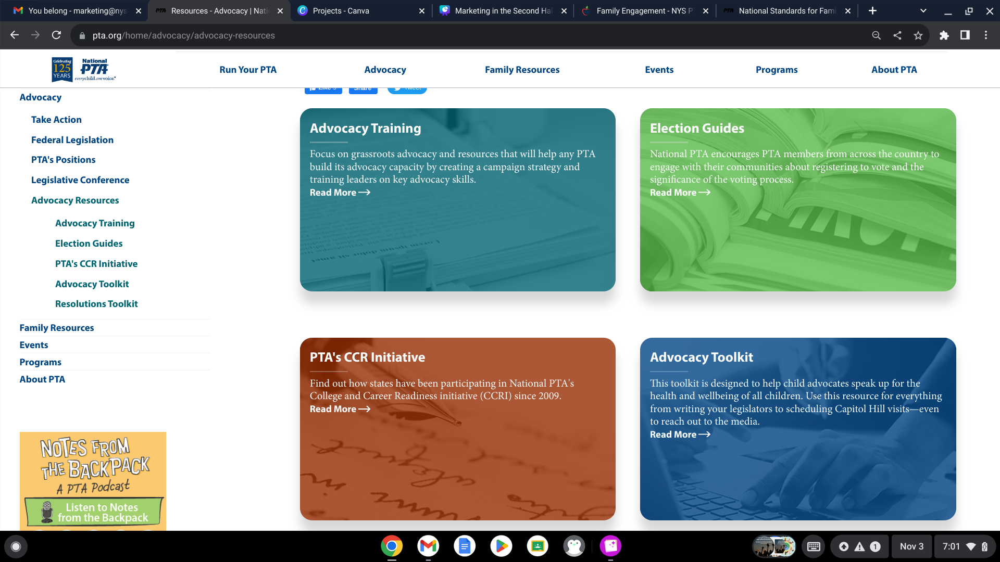 You belong - marketing@nys
Resources - Advocacy | Nati
Projects - Canva
Marketing in the Second Ha
Family Engagement - NYS P
National Standards for Fami
pta.org/home/advocacy/advocacy-resources
Celebrating
125
YEARS
National
PTA
everychild.one voice.®
Run Your PTA
Advocacy
Family Resources
Events
Programs
About PTA
Share
Tweet
Advocacy
Take Action
Federal Legislation
PTA's Positions
Legislative Conference
Advocacy Resources
Advocacy Training
Election Guides
PTA's CCR Initiative
Advocacy Toolkit
Resolutions Toolkit
Family Resources
Events
Programs
About PTA
NOTES FROM
THE BACKPACK
A PTA Podcast
Listen to Notes
from the Backpack
Advocacy Training
Focus on grassroots advocacy and resources that will help any PTA
build its advocacy capacity by creating a campaign strategy and
training leaders on key advocacy skills.
Read More
Election Guides
National PTA encourages PTA members from across the country to
engage with their communities about registering to vote and the
significance of the voting process.
Read More
PTA's CCR Initiative
Find out how states have been participating in National PTA's
College and Career Readiness initiative (CCRI) since 2009.
Read More
Advocacy Toolkit
This toolkit is designed to help child advocates speak up for the
health and wellbeing of all children. Use this resource for everything
from writing your legislators to scheduling Capitol Hill visits—even
to reach out to the media.
Read More
1
Nov 3
7:01